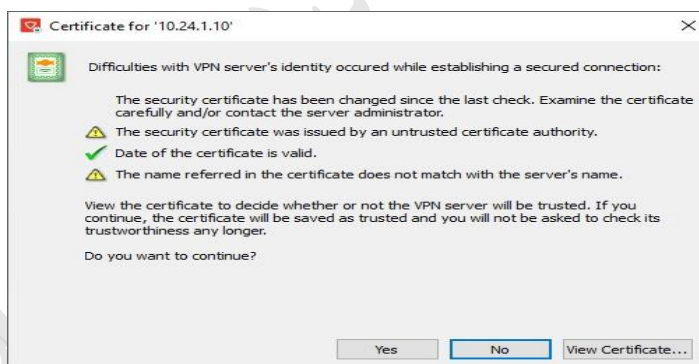 Certificate for '10.24.1.10'
Difficulties with VPN server's identity occured while establishing a secured connection:
The security certificate has been changed since the last check. Examine the certificate
carefully and/or contact the server administrator.
The security certificate was issued by an untrusted certificate authority.
Date of the certificate is valid.
The name referred in the certificate does not match with the server's name.
View the certificate to decide whether or not the VPN server will be trusted. If you
continue, the certificate will be saved as trusted and you will not be asked to check its
trustworthiness any longer.
Do you want to continue?
Yes No View Certificate...